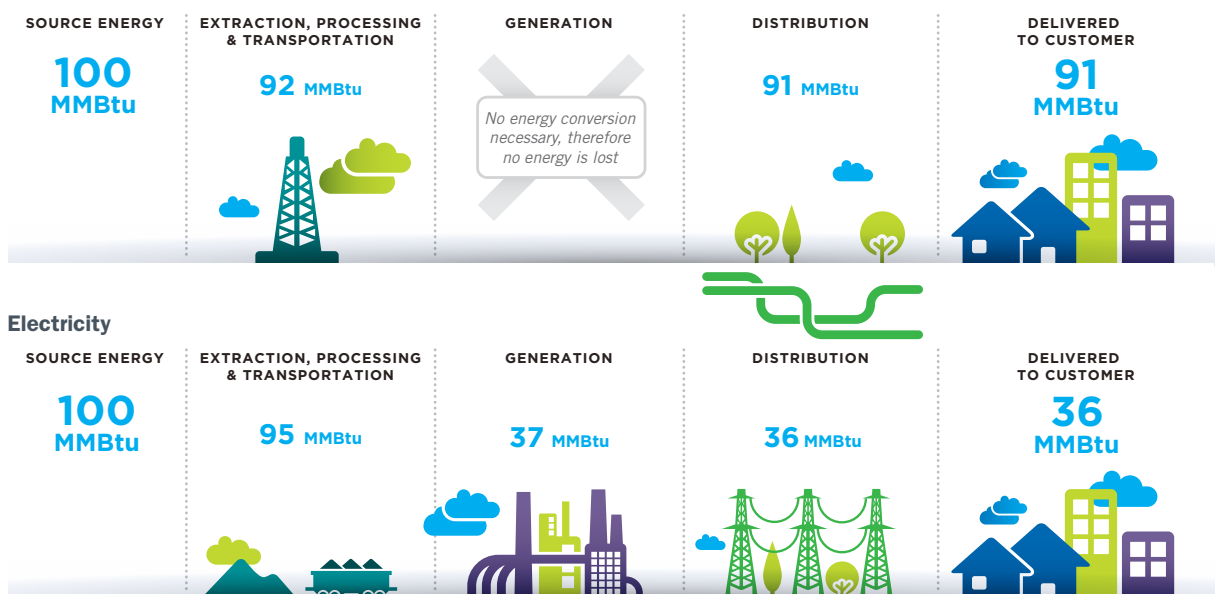 SOURCE ENERGY
100
MMBtu
EXTRACTION, PROCESSING
& TRANSPORTATION
92 MMBtu
GENERATION
No energy conversion
necessary, therefore
no energy is lost
DISTRIBUTION
91 MMBtu
DELIVERED
TO CUSTOMER
91
MMBtu
Electricity
SOURCE ENERGY
100
MMBtu
EXTRACTION, PROCESSING
& TRANSPORTATION
95 MMBtu
GENERATION
37 MMBtu
DISTRIBUTION
36 MMBtu
DELIVERED
TO CUSTOMER
36
MMBtu